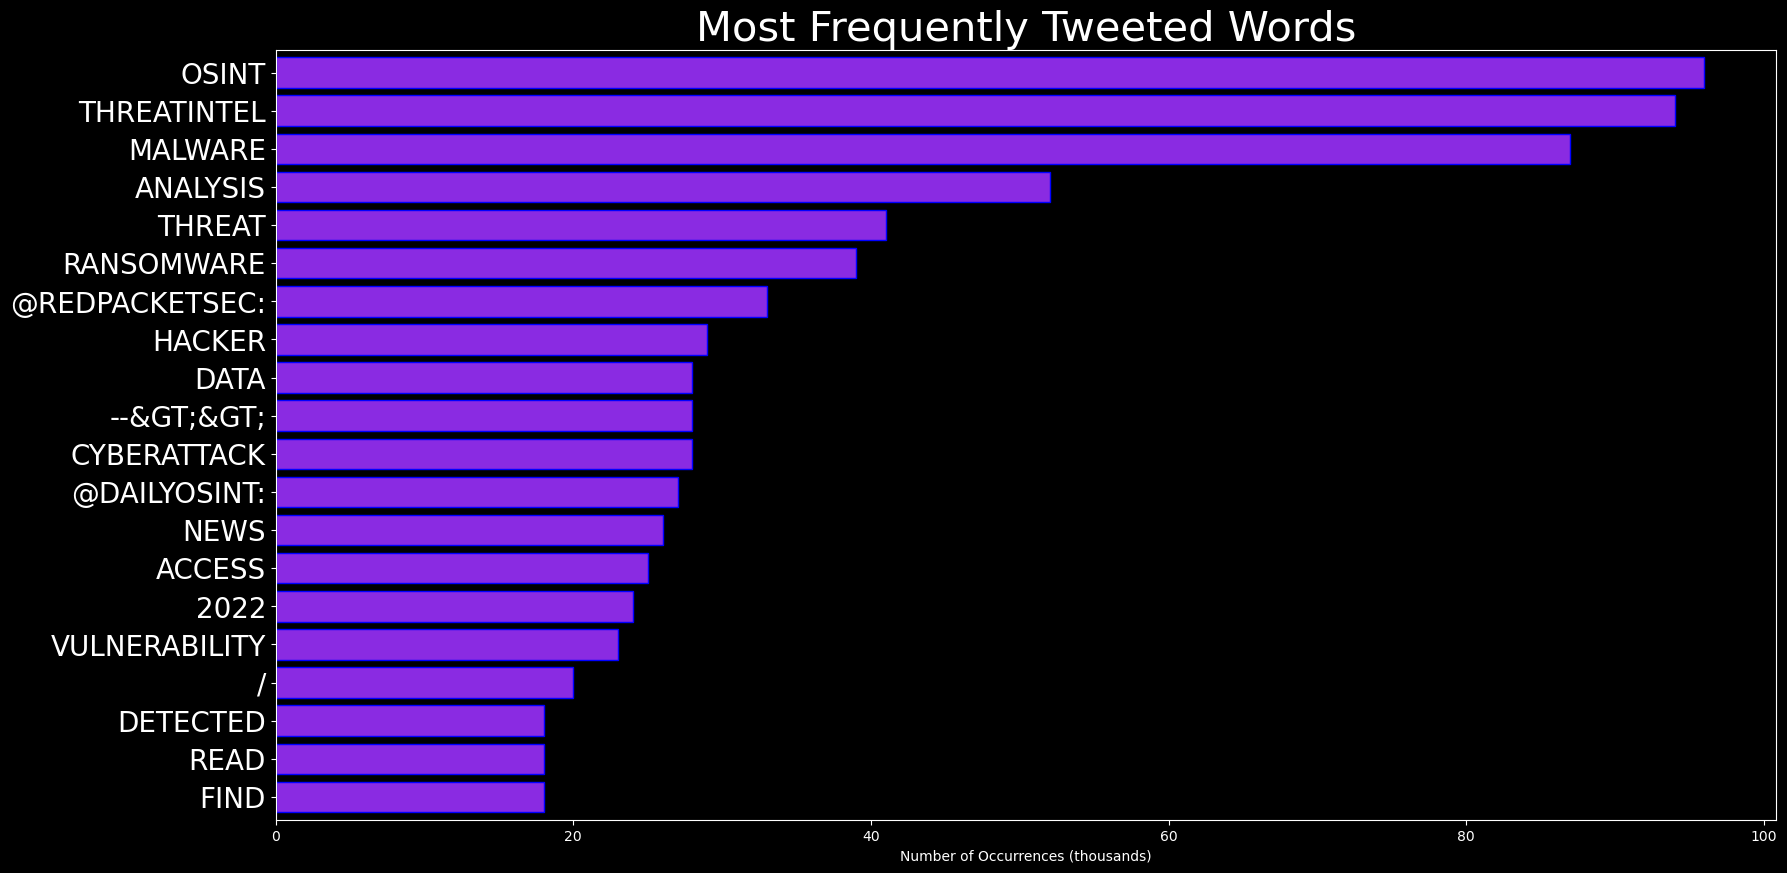 Most Frequently Tweeted Words
OSINT
THREATINTEL
MALWARE
ANALYSIS
THREAT
RANSOMWARE
@REDPACKETSEC:
HACKER
DATA
--&GT;&GT;
CYBERATTACK
@DAILYOSINT:
NEWS
ACCESS
2022
VULNERABILITY
/
DETECTED
READ
FIND
0 20 40 60 80 100
Number of Occurrences (thousands)